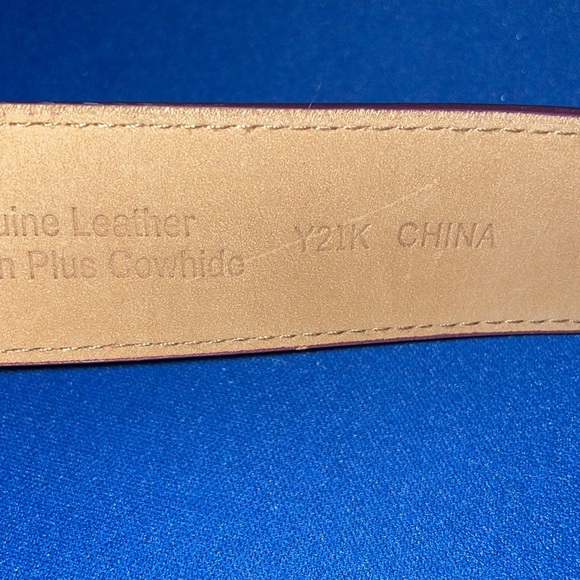 uine Leather
n Plus Cowhide
Y21K CHINA